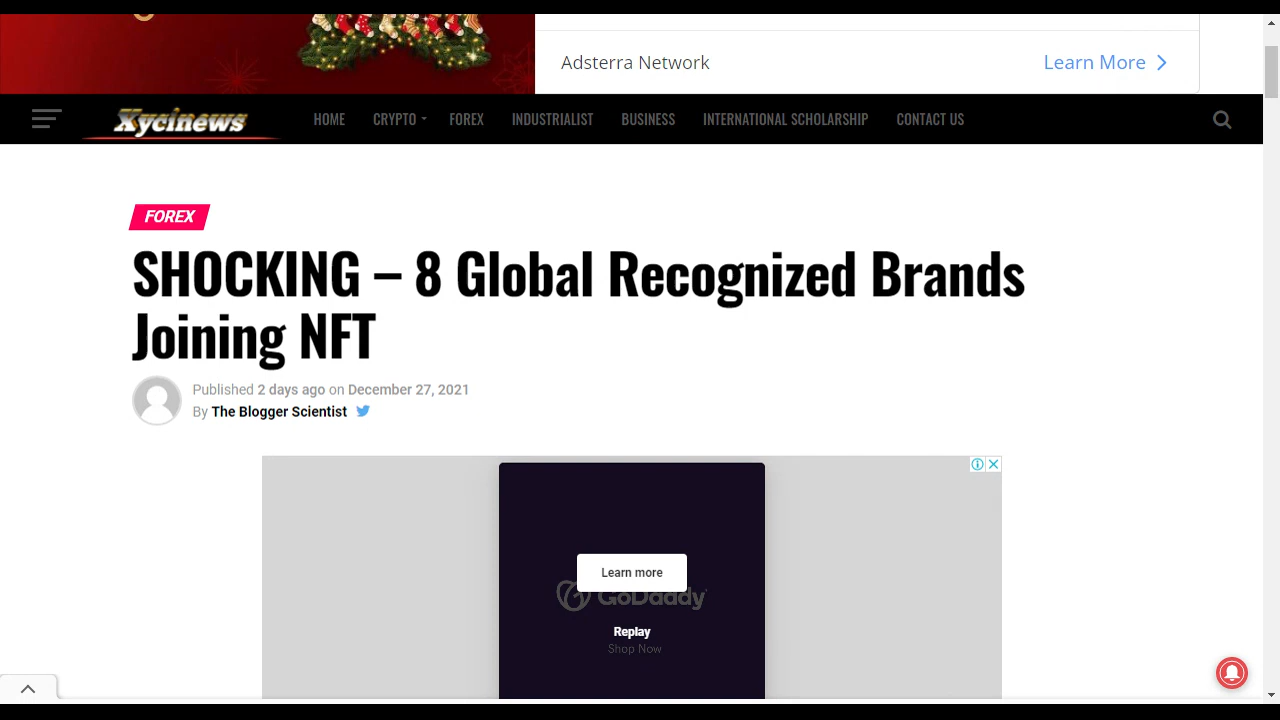 Adsterra Network
Learn More
Xycinews
HOME CRYPTO FOREX INDUSTRIALIST BUSINESS INTERNATIONAL SCHOLARSHIP CONTACT US
FOREX
SHOCKING – 8 Global Recognized Brands
Joining NFT
Published 2 days ago on December 27, 2021
By The Blogger Scientist
Learn more
GoDaddy
Replay
Shop Now